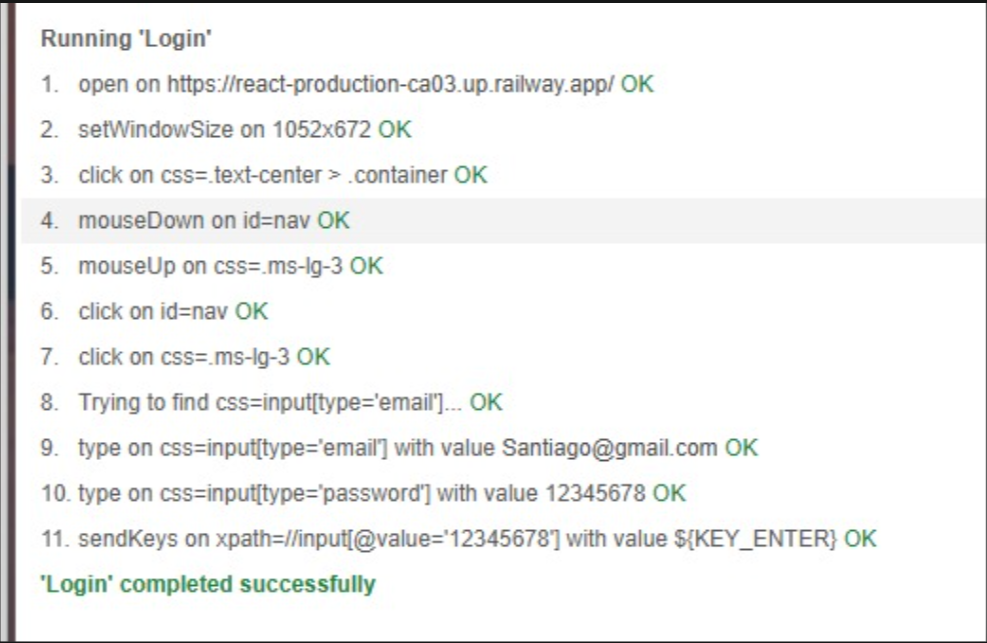 Running 'Login'
1. open on https://react-production-ca03.up.railway.app/ OK
2. setWindowSize on 1052x672 OK
3. click on css=.text-center > .container OK
4. mouseDown on id=nav OK
5. mouseUp on css=.ms-lg-3 OK
6. click on id=nav OK
7. click on css=.ms-lg-3 OK
8. Trying to find css=input[type='email']... OK
9. type on css=input[type='email'] with value Santiago@gmail.com OK
10. type on css=input[type='password'] with value 12345678 OK
11. sendKeys on xpath=//input[@value='12345678'] with value ${KEY_ENTER} OK
'Login' completed successfully